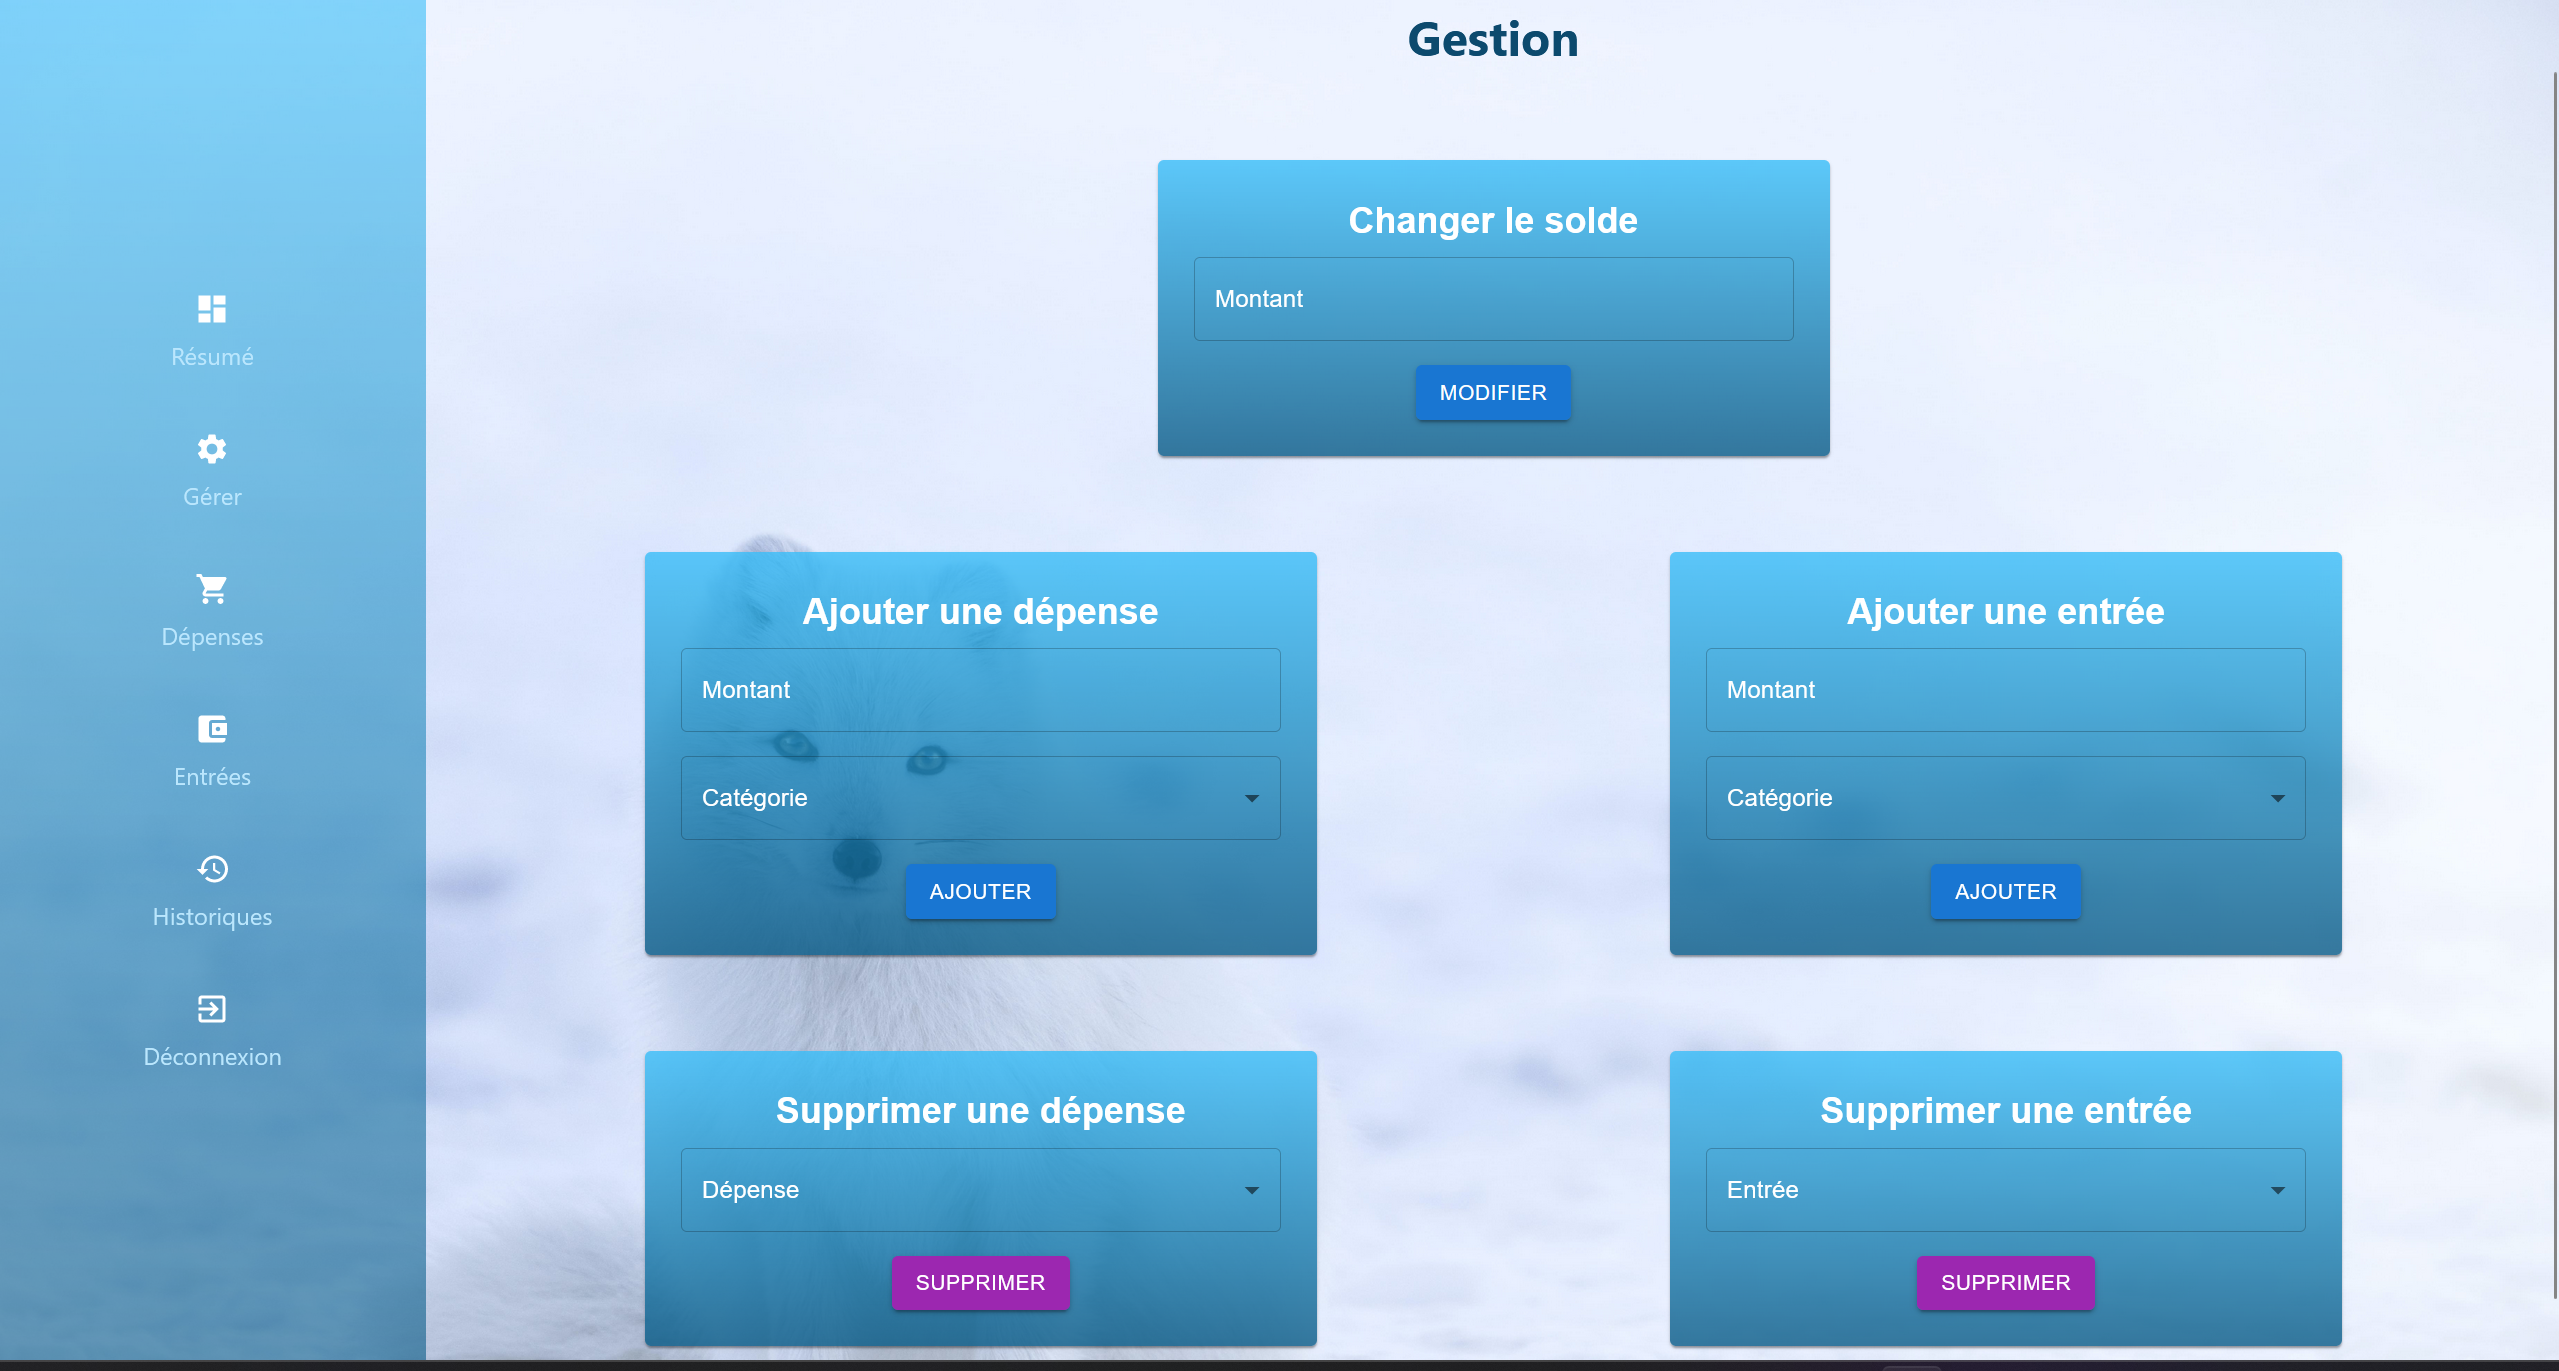 Gestion
Résumé
Gérer
Dépenses
Entrées
Historiques
Déconnexion
Changer le solde
Montant
MODIFIER
Ajouter une dépense
Montant
Catégorie
AJOUTER
Ajouter une entrée
Montant
Catégorie
AJOUTER
Supprimer une dépense
Dépense
SUPPRIMER
Supprimer une entrée
Entrée
SUPPRIMER